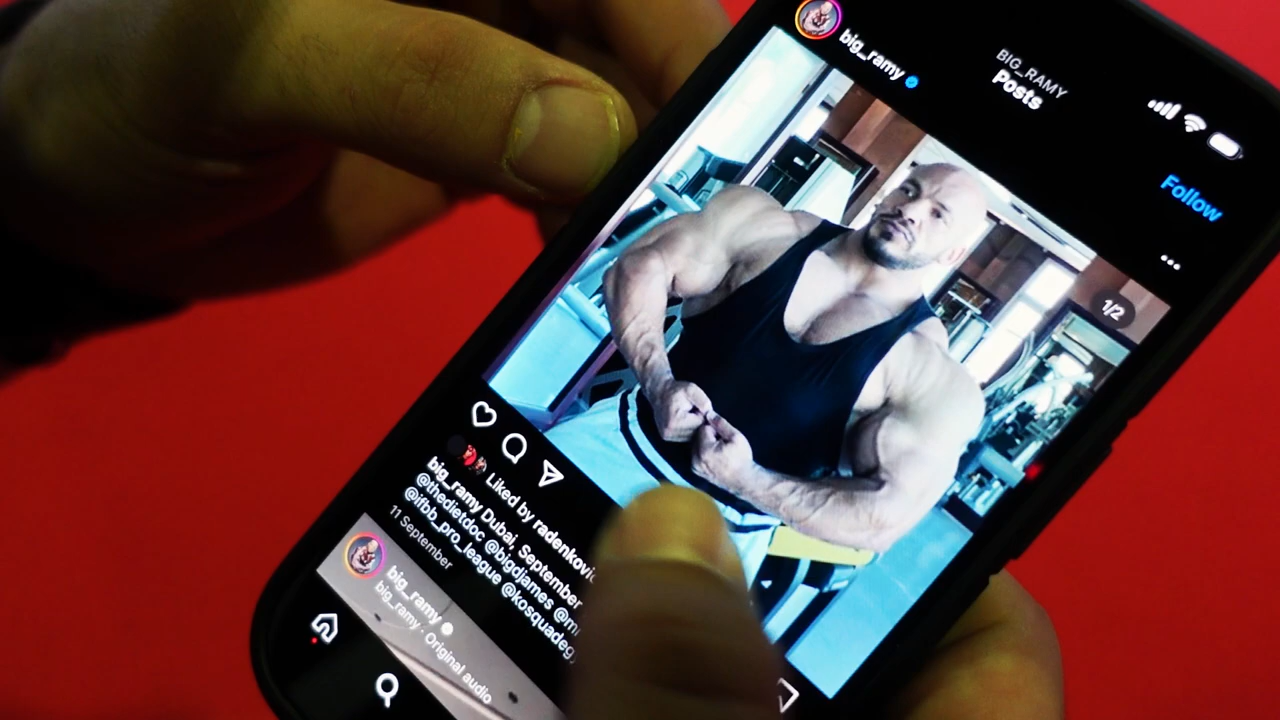 BIG_RAMY
Posts
big_ramy
Follow
1/2
Liked by radenkovic
big_ramy Dubai, September
@thedietdoc @bigdjames
@ifbb_pro_league @kosquadegy
11 September
big_ramy
big_ramy · Original audio